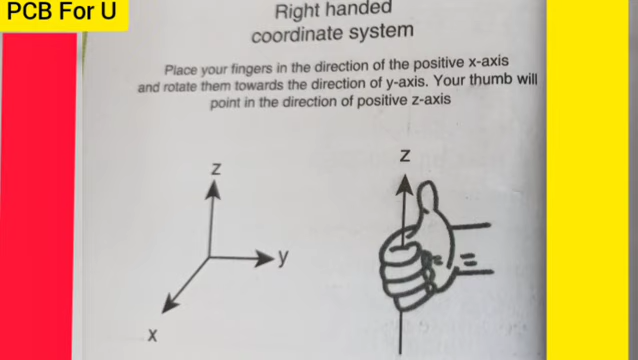 PCB For U
Right handed
coordinate system
Place your fingers in the direction of the positive x-axis
and rotate them towards the direction of y-axis. Your thumb will
point in the direction of positive z-axis
z
z
y
x